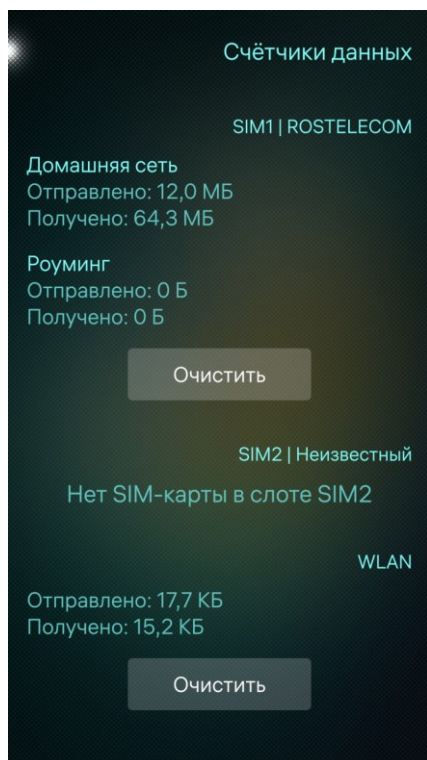 Счётчики данных
SIM1 | ROSTELECOM
Домашняя сеть
Отправлено: 12,0 МБ
Получено: 64,3 МБ
Роуминг
Отправлено: 0 Б
Получено: 0 Б
Очистить
SIM2 | Неизвестный
Нет SIM-карты в слоте SIM2
WLAN
Отправлено: 17,7 КБ
Получено: 15,2 КБ
Очистить